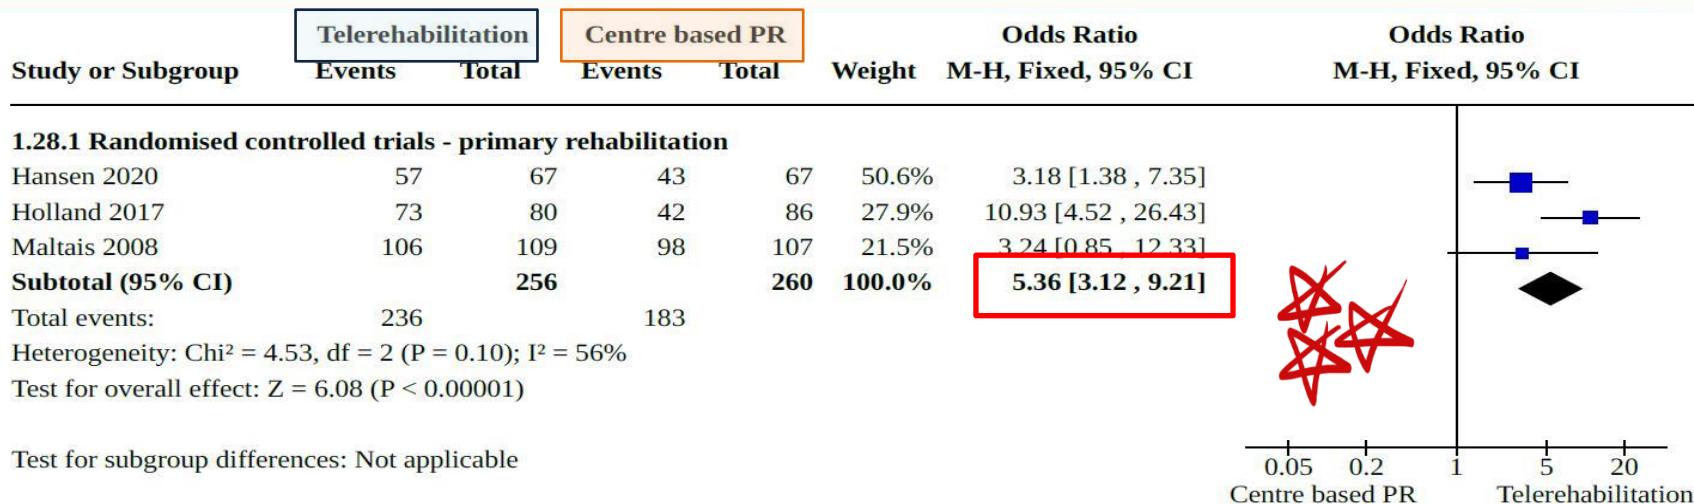 Telerehabilitation Centre based PR Odds Ratio Odds Ratio
Study or Subgroup Events Total Events Total Weight M-H, Fixed, 95% CI M-H, Fixed, 95% CI
1.28.1 Randomised controlled trials - primary rehabilitation
Hansen 2020 57 67 43 67 50.6% 3.18 [1.38 , 7.35]
Holland 2017 73 80 42 86 27.9% 10.93 [4.52 , 26.43]
Maltais 2008 106 109 98 107 21.5% 3.24 [0.85 , 12.33]
Subtotal (95% CI) 256 260 100.0% 5.36 [3.12 , 9.21]
Total events: 236 183
Heterogeneity: Chi² = 4.53, df = 2 (P = 0.10); I² = 56%
Test for overall effect: Z = 6.08 (P < 0.00001)
Test for subgroup differences: Not applicable
0.05 0.2 1 5 20
Centre based PR Telerehabilitation